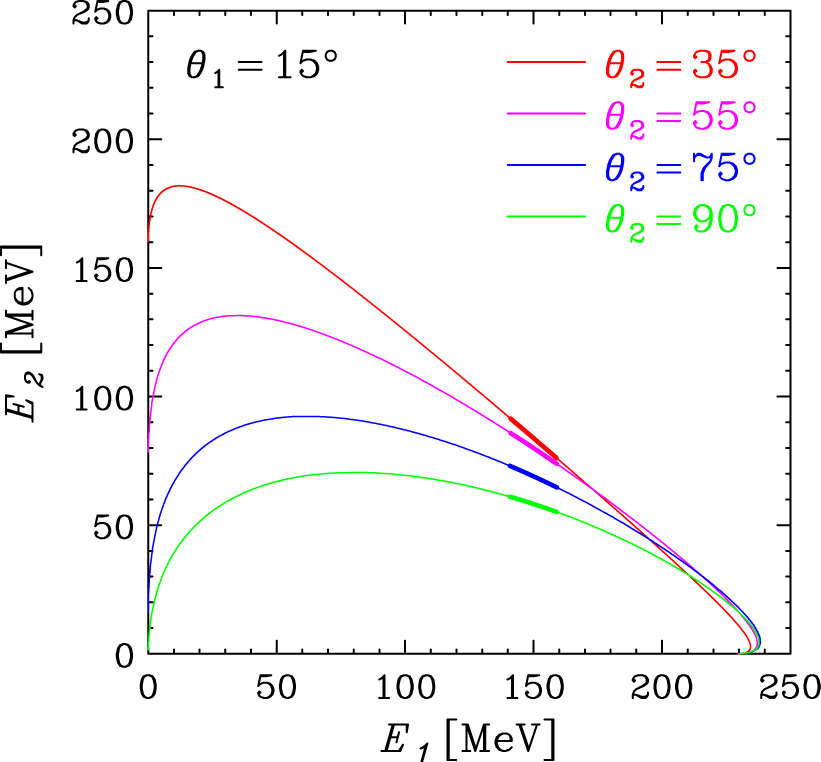 250
θ1 = 15°
θ2 = 35°
θ2 = 55°
θ2 = 75°
θ2 = 90°
200
150
100
50
0
E2 [MeV]
0 50 100 150 200 250
E1 [MeV]